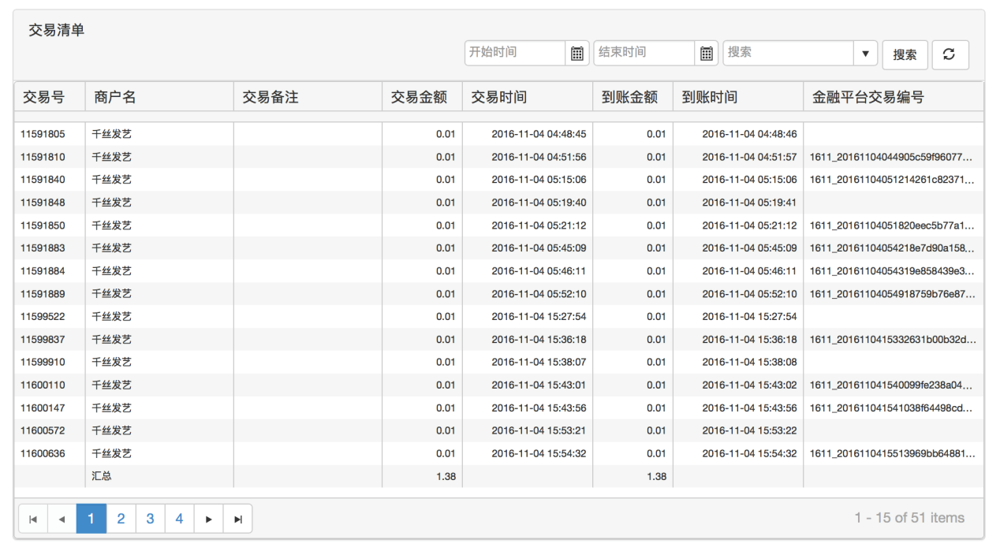 交易清单
开始时间 结束时间 搜索 搜索
交易号 商户名 交易备注 交易金额 交易时间 到账金额 到账时间 金融平台交易编号
11591805 千丝发艺 0.01 2016-11-04 04:48:45 0.01 2016-11-04 04:48:46
11591810 千丝发艺 0.01 2016-11-04 04:51:56 0.01 2016-11-04 04:51:57 1611_20161104044905c59f96077...
11591840 千丝发艺 0.01 2016-11-04 05:15:06 0.01 2016-11-04 05:15:06 1611_20161104051214261c82371...
11591848 千丝发艺 0.01 2016-11-04 05:19:40 0.01 2016-11-04 05:19:41
11591850 千丝发艺 0.01 2016-11-04 05:21:12 0.01 2016-11-04 05:21:12 1611_20161104051820eec5b77a1...
11591883 千丝发艺 0.01 2016-11-04 05:45:09 0.01 2016-11-04 05:45:09 1611_20161104054218e7d90a158...
11591884 千丝发艺 0.01 2016-11-04 05:46:11 0.01 2016-11-04 05:46:11 1611_20161104054319e858439e3...
11591889 千丝发艺 0.01 2016-11-04 05:52:10 0.01 2016-11-04 05:52:10 1611_20161104054918759b76e87...
11599522 千丝发艺 0.01 2016-11-04 15:27:54 0.01 2016-11-04 15:27:54
11599837 千丝发艺 0.01 2016-11-04 15:36:18 0.01 2016-11-04 15:36:18 1611_2016110415332631b00b32d...
11599910 千丝发艺 0.01 2016-11-04 15:38:07 0.01 2016-11-04 15:38:08
11600110 千丝发艺 0.01 2016-11-04 15:43:01 0.01 2016-11-04 15:43:02 1611_201611041540099fe238a04...
11600147 千丝发艺 0.01 2016-11-04 15:43:56 0.01 2016-11-04 15:43:56 1611_201611041541038f64498cd...
11600572 千丝发艺 0.01 2016-11-04 15:53:21 0.01 2016-11-04 15:53:22
11600636 千丝发艺 0.01 2016-11-04 15:54:32 0.01 2016-11-04 15:54:32 1611_2016110415513969bb64881...
汇总 1.38 1.38
1 2 3 4 1 - 15 of 51 items